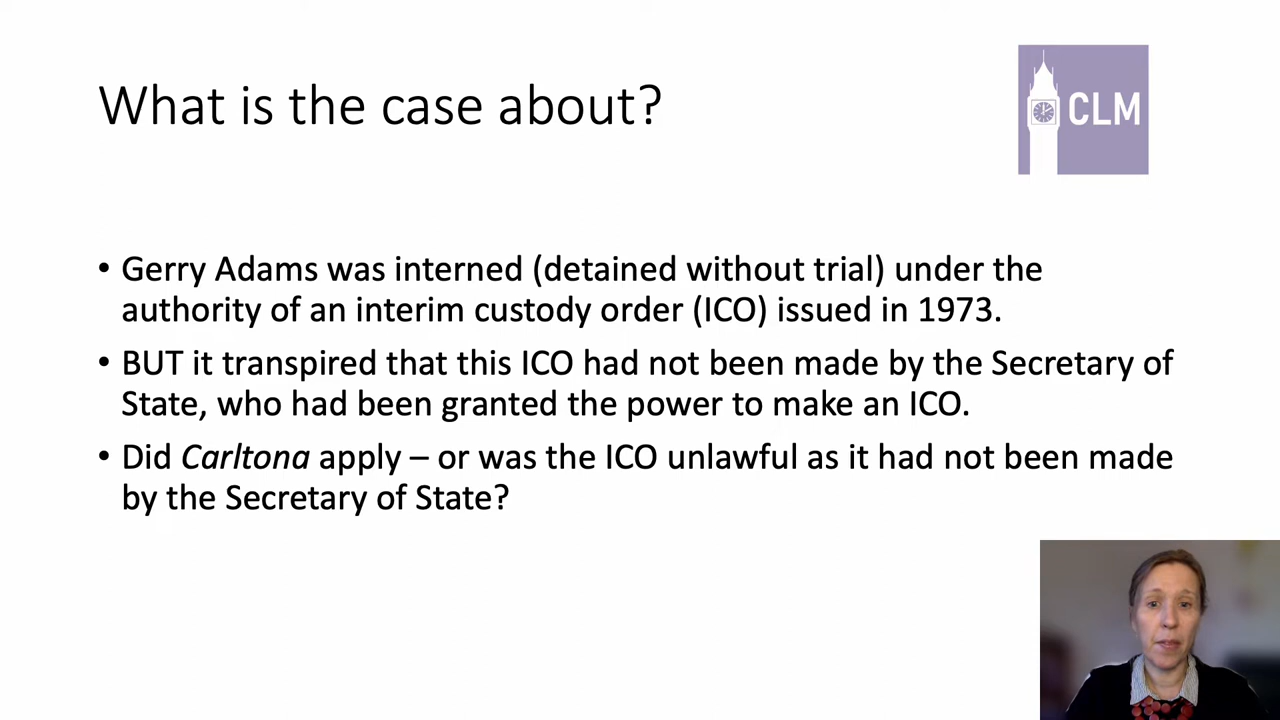 What is the case about?
CLM
• Gerry Adams was interned (detained without trial) under the
authority of an interim custody order (ICO) issued in 1973.
• BUT it transpired that this ICO had not been made by the Secretary of
State, who had been granted the power to make an ICO.
• Did Carltona apply – or was the ICO unlawful as it had not been made
by the Secretary of State?